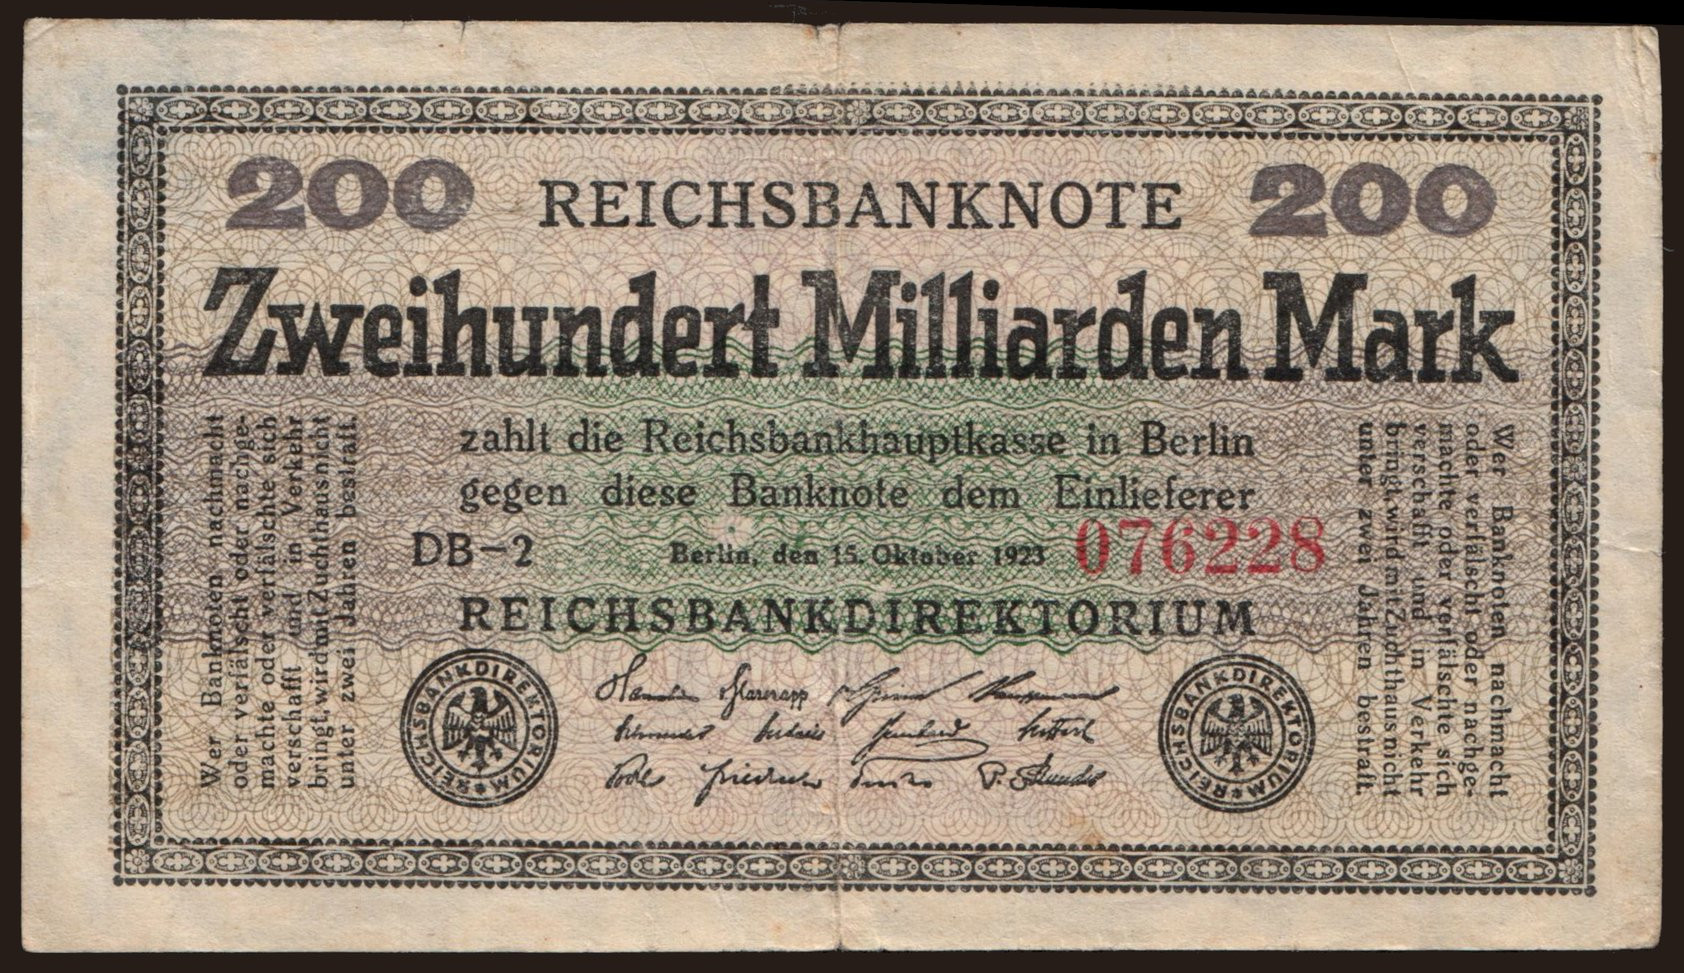 200 REICHSBANKNOTE 200
Zweihundert Milliarden Mark
zahlt die Reichsbankhauptkasse in Berlin
gegen diese Banknote dem Einlieferer
DB-2 Berlin, den 15. Oktober 1923 076228
REICHSBANKDIREKTORIUM
Wer Banknoten nachmacht
oder verfälscht oder nachge-
machte oder verfälschte sich
verschafft und in Verkehr
bringt, wird mit Zuchthaus nicht
unter zwei Jahren bestraft.
Wer Banknoten nachmacht
oder verfälscht oder nachge-
machte oder verfälschte sich
verschafft und in Verkehr
bringt, wird mit Zuchthaus nicht
unter zwei Jahren bestraft.
REICHSBANKDIREKTORIUM
REICHSBANKDIREKTORIUM